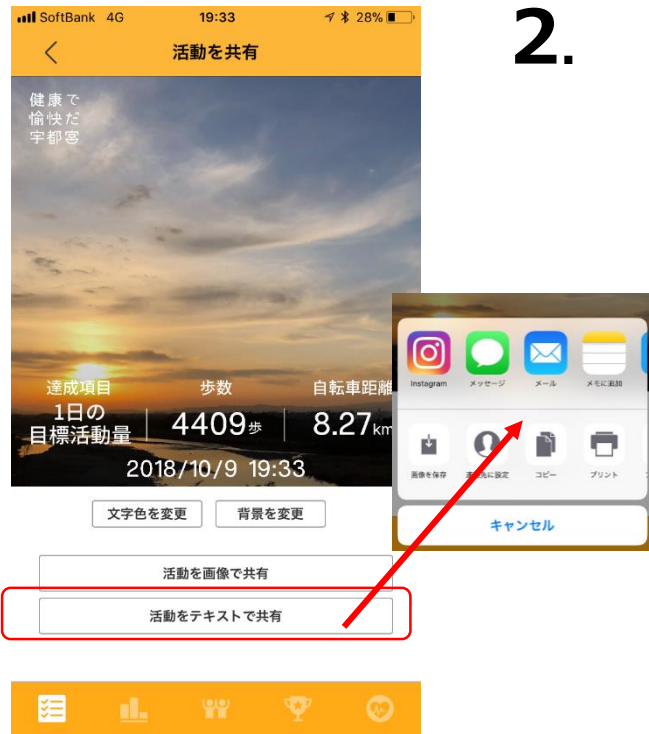 SoftBank 4G 19:33 28%
活動を共有
2.
健康で
愉快だ
宇都宮
達成項目 歩数 自転車距離
1日の
目標活動量 4409歩 8.27km
2018/10/9 19:33
文字色を変更 背景を変更
活動を画像で共有
活動をテキストで共有
Instagram メッセージ メール メモに追加
画像を保存 コピー プリント
キャンセル